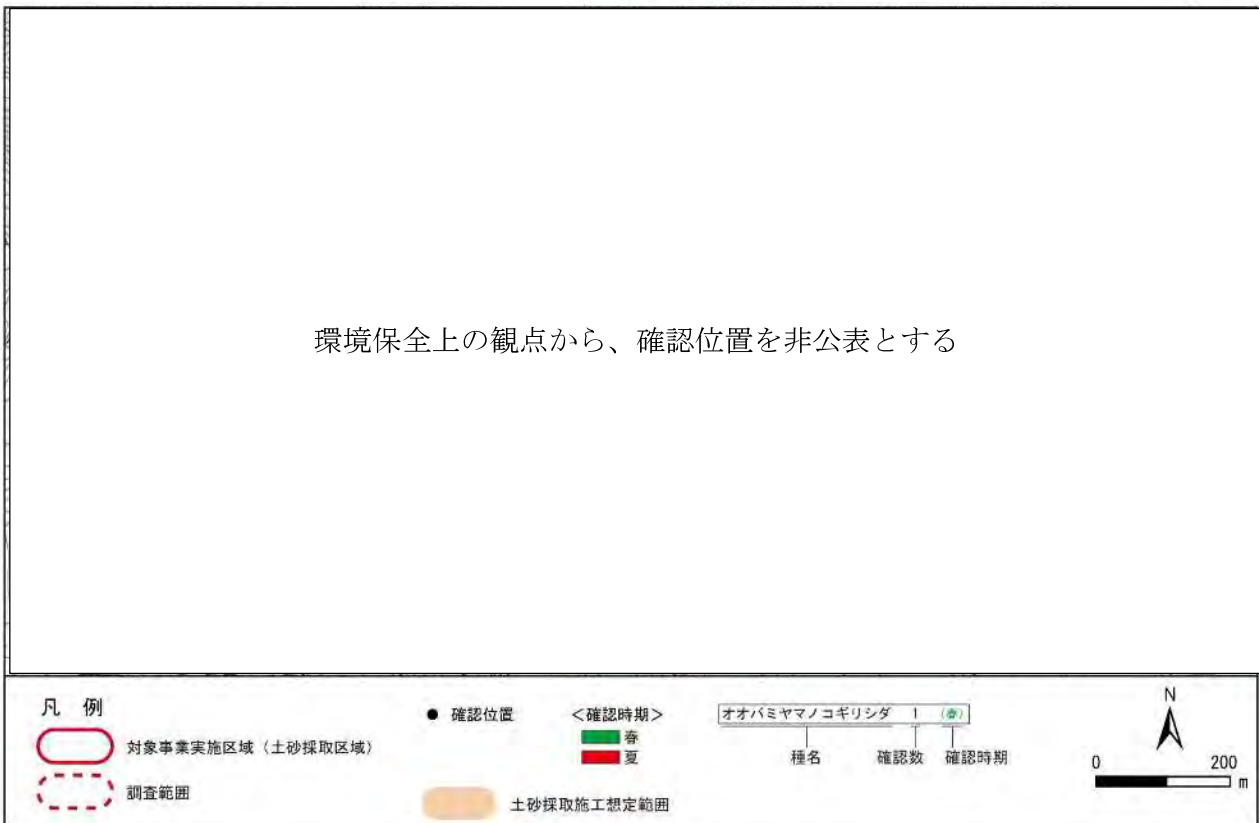 環境保全上の観点から、確認位置を非公表とする
凡 例
対象事業実施区域（土砂採取区域）
調査範囲
● 確認位置
＜確認時期＞
春
夏
土砂採取施工想定範囲
オオバミヤマノコギリシダ 1 (春)
種名 確認数 確認時期
N
0 200
m